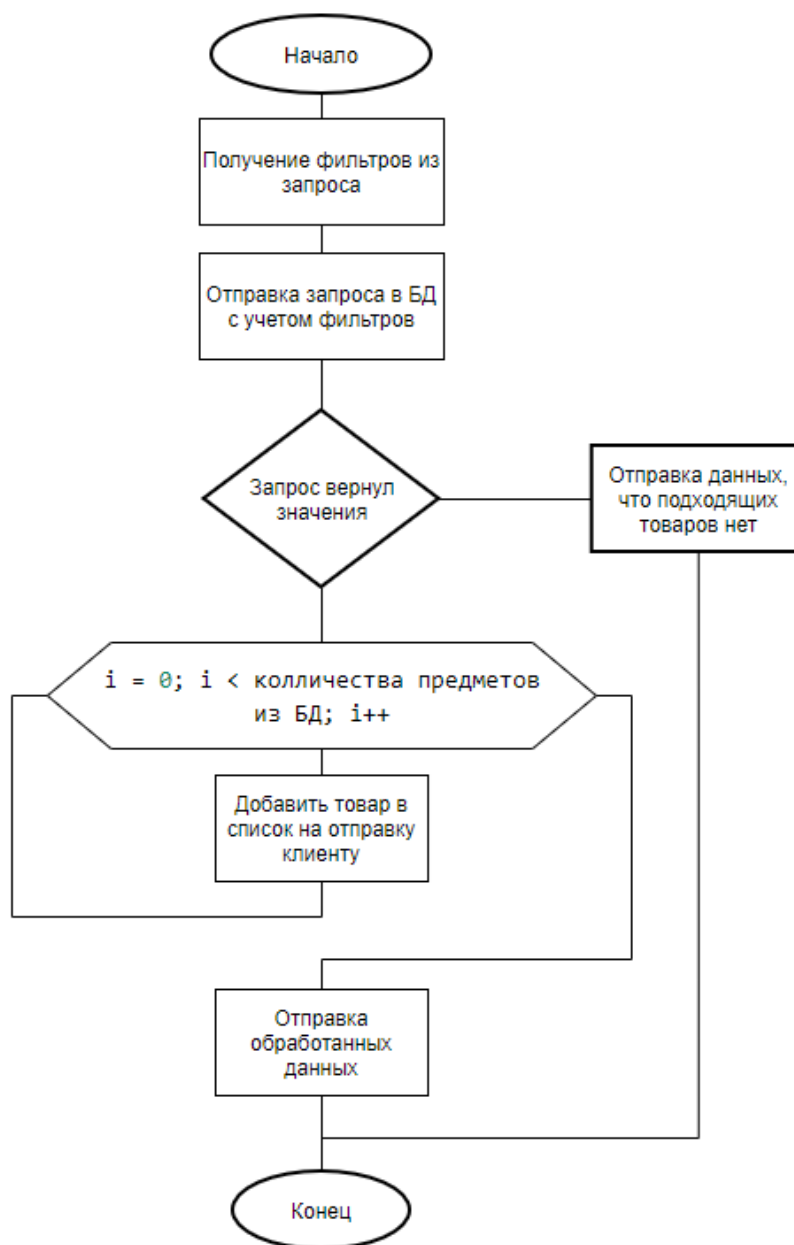 Начало
Получение фильтров из
запроса
Отправка запроса в БД
с учетом фильтров
Запрос вернул
значения
Отправка данных,
что подходящих
товаров нет
i = 0; i < колличества предметов
из БД; i++
Добавить товар в
список на отправку
клиенту
Отправка
обработанных
данных
Конец